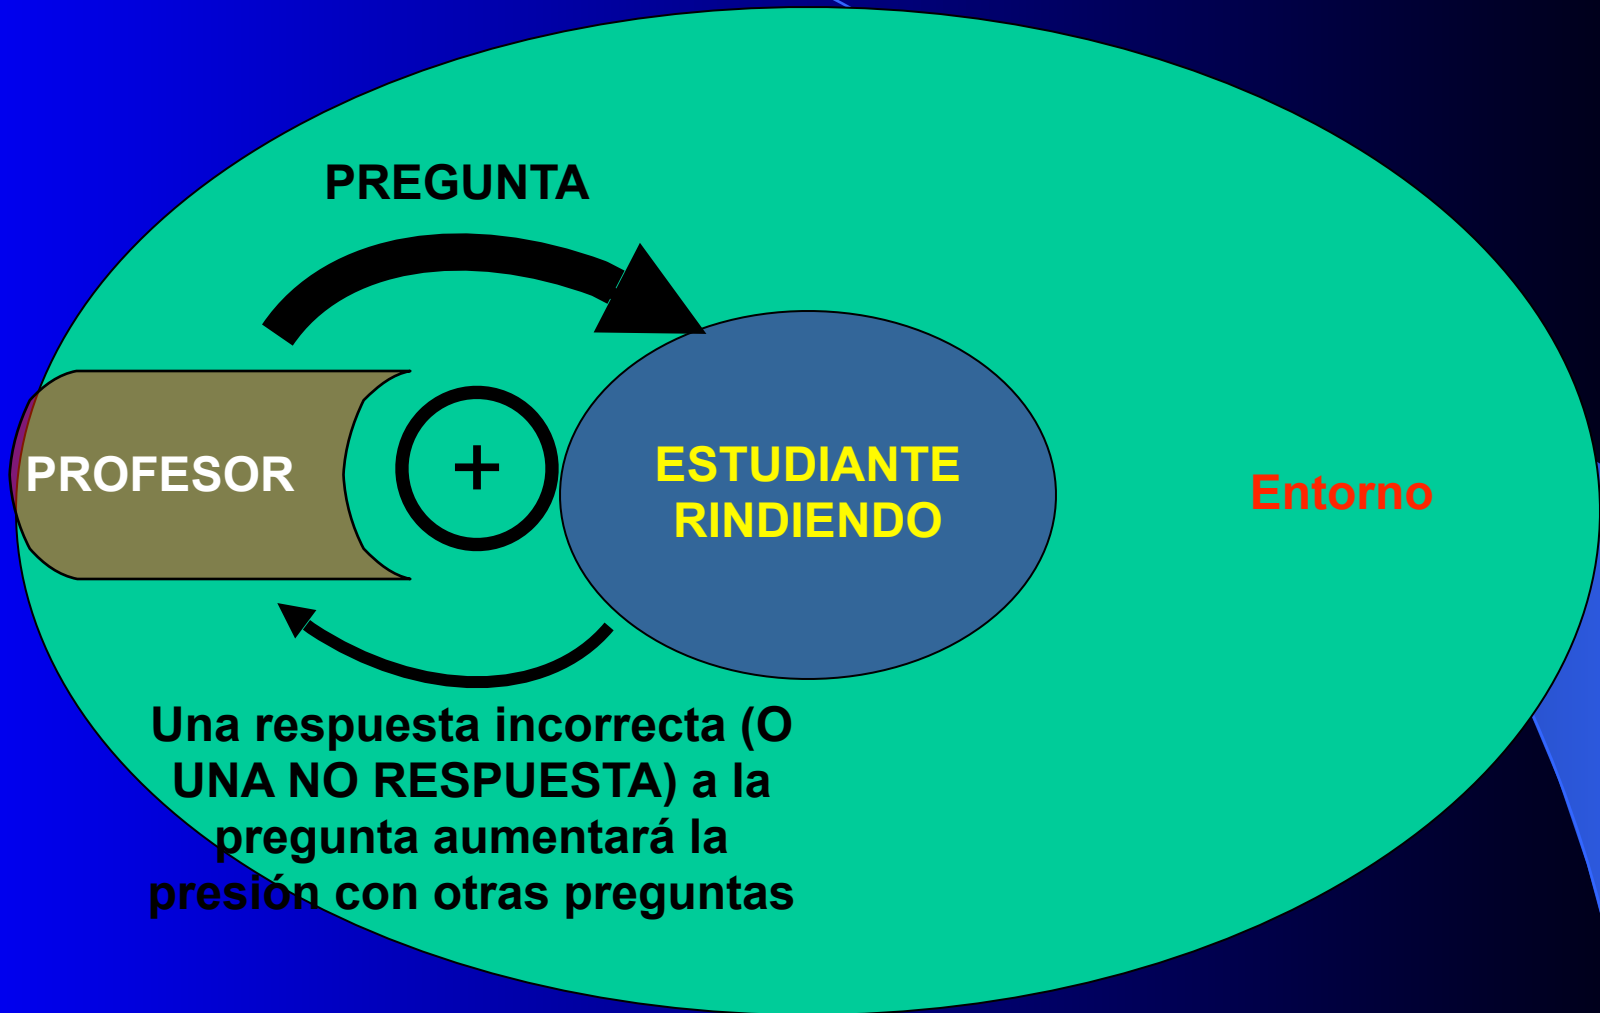 PREGUNTA
PROFESOR
+
ESTUDIANTE
RINDIENDO
Entorno
Una respuesta incorrecta (O
UNA NO RESPUESTA) a la
pregunta aumentará la
presión con otras preguntas